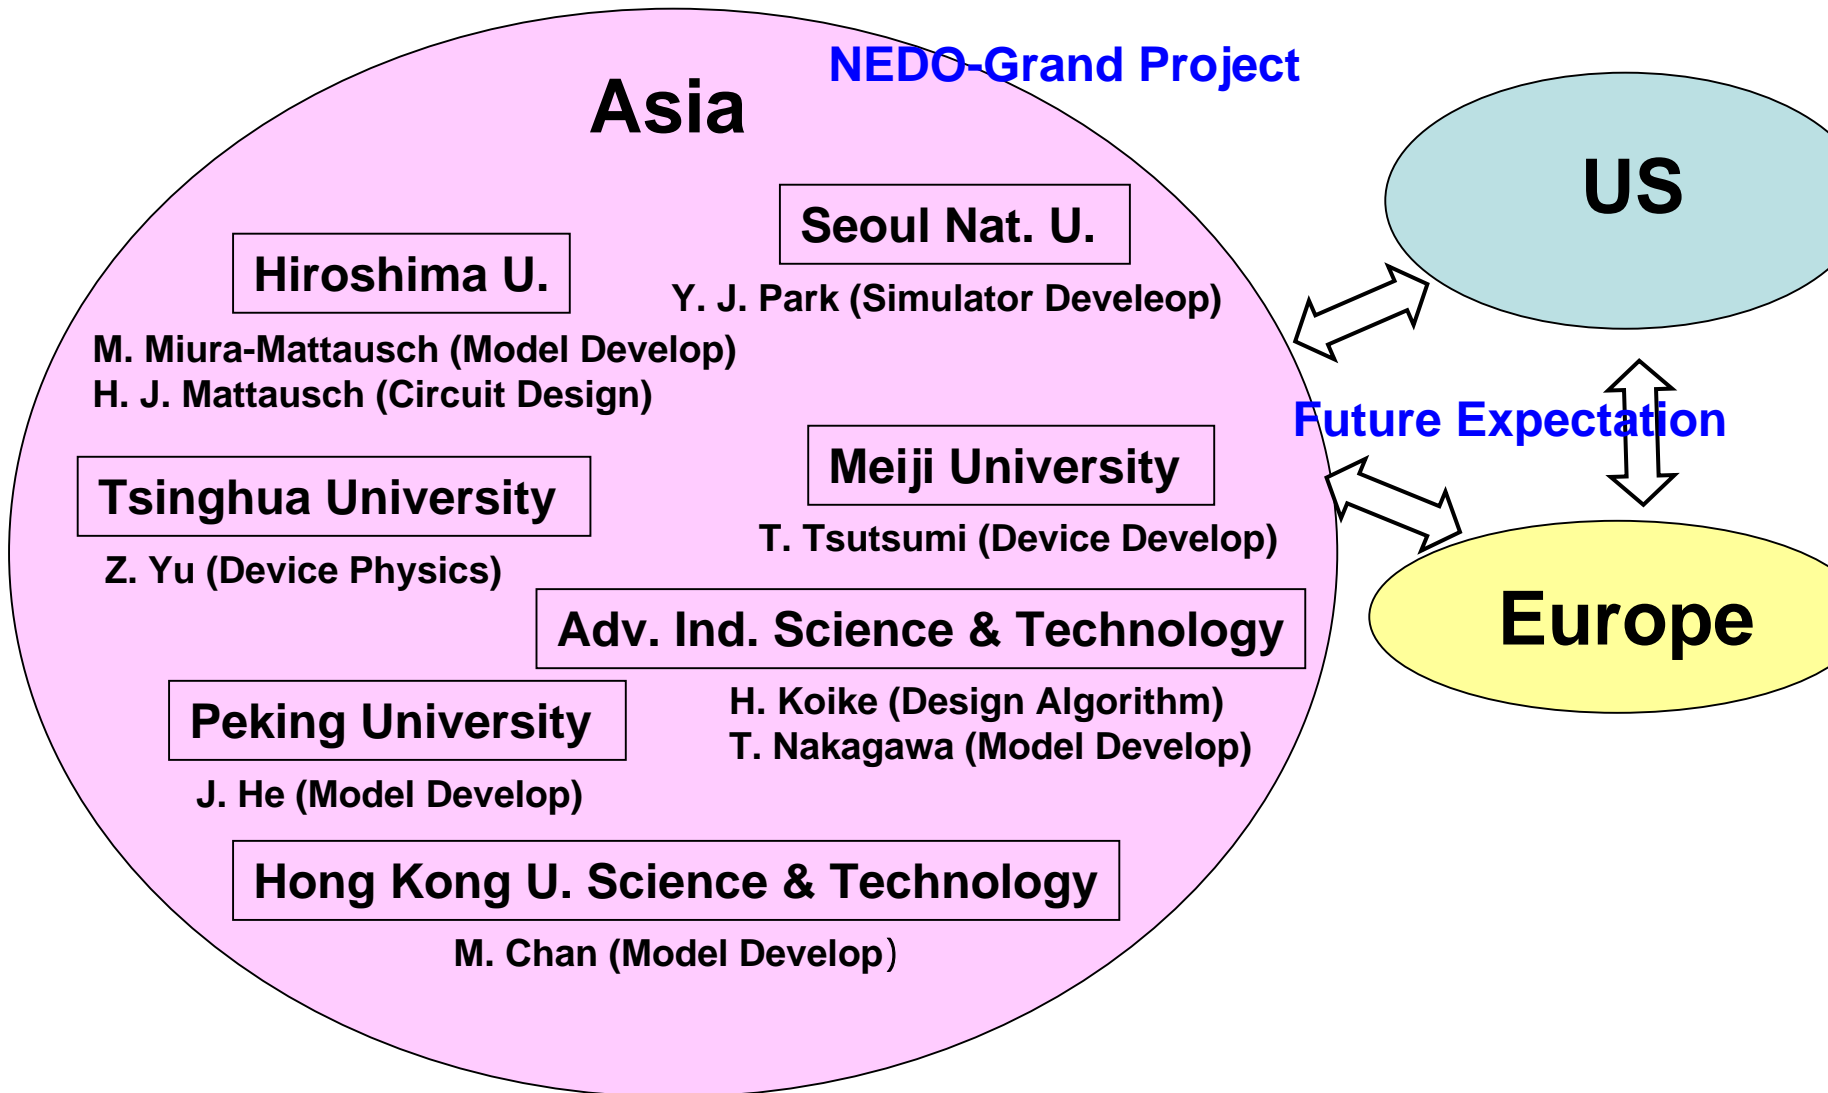 NEDO-Grand Project
Asia
US
Seoul Nat. U.
Y. J. Park (Simulator Develeop)
Hiroshima U.
M. Miura-Mattausch (Model Develop)
H. J. Mattausch (Circuit Design)
Future Expectation
Meiji University
T. Tsutsumi (Device Develop)
Tsinghua University
Z. Yu (Device Physics)
Europe
Adv. Ind. Science & Technology
H. Koike (Design Algorithm)
T. Nakagawa (Model Develop)
Peking University
J. He (Model Develop)
Hong Kong U. Science & Technology
M. Chan (Model Develop)